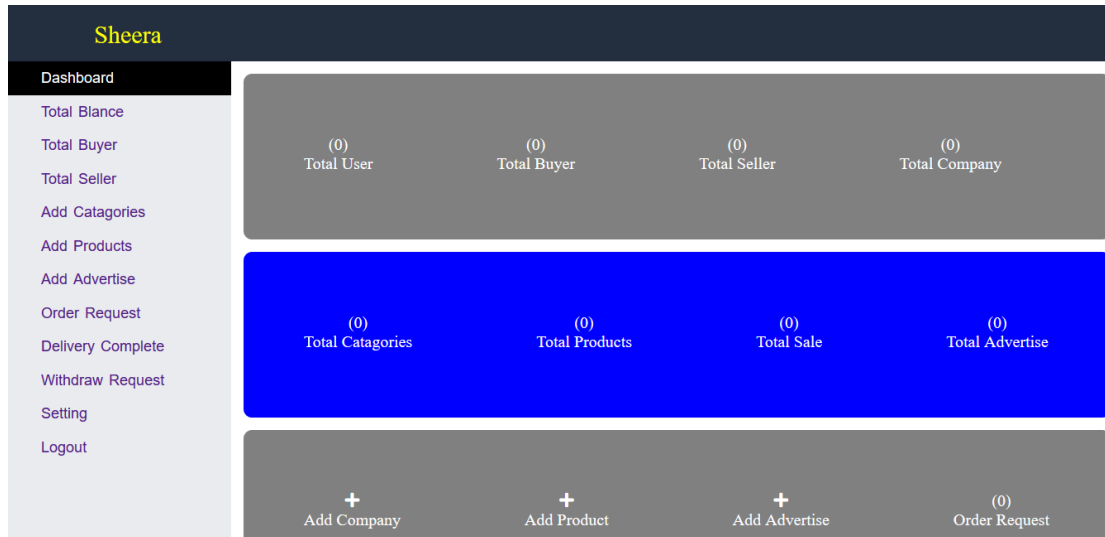 Sheera
Dashboard
Total Blance
Total Buyer
Total Seller
Add Catagories
Add Products
Add Advertise
Order Request
Delivery Complete
Withdraw Request
Setting
Logout
(0) (0) (0) (0)
Total User Total Buyer Total Seller Total Company
(0) (0) (0) (0)
Total Catagories Total Products Total Sale Total Advertise
+ + + (0)
Add Company Add Product Add Advertise Order Request